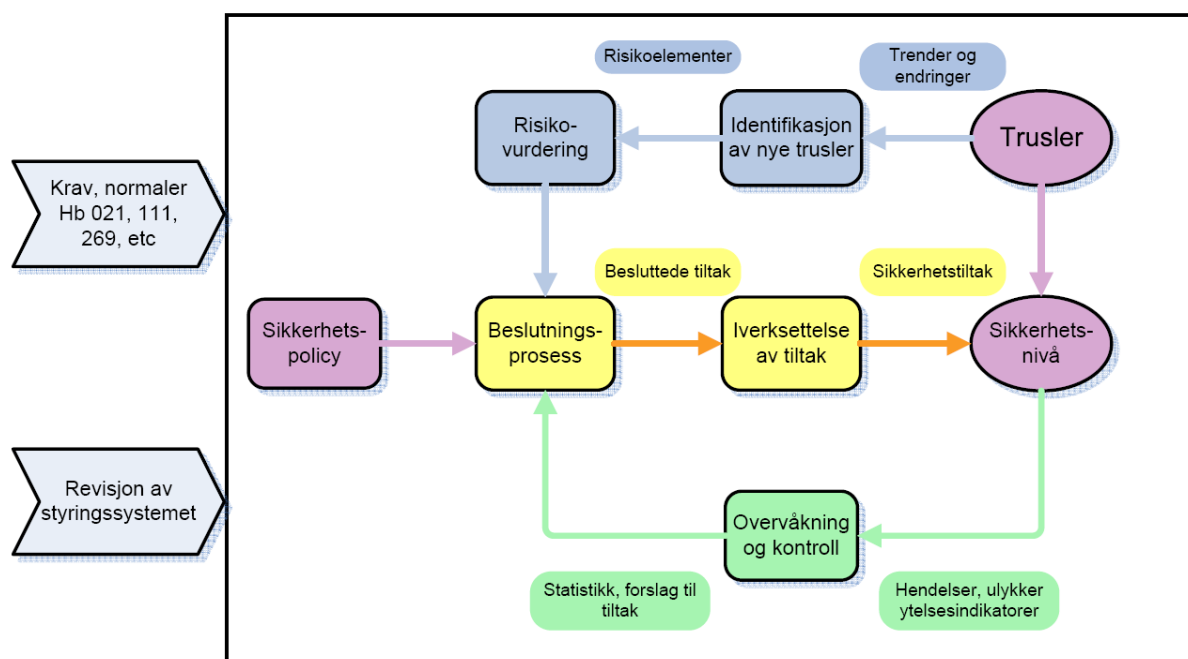 Risikoelementer
Trender og
endringer
Risiko-
vurdering
Identifikasjon
av nye trusler
Trusler
Krav, normaler
Hb 021, 111,
269, etc
Besluttede tiltak
Sikkerhetstiltak
Sikkerhets-
policy
Beslutnings-
prosess
Iverksettelse
av tiltak
Sikkerhets-
nivå
Revisjon av
styringssystemet
Overvåkning
og kontroll
Statistikk, forslag til
tiltak
Hendelser, ulykker
ytelsesindikatorer